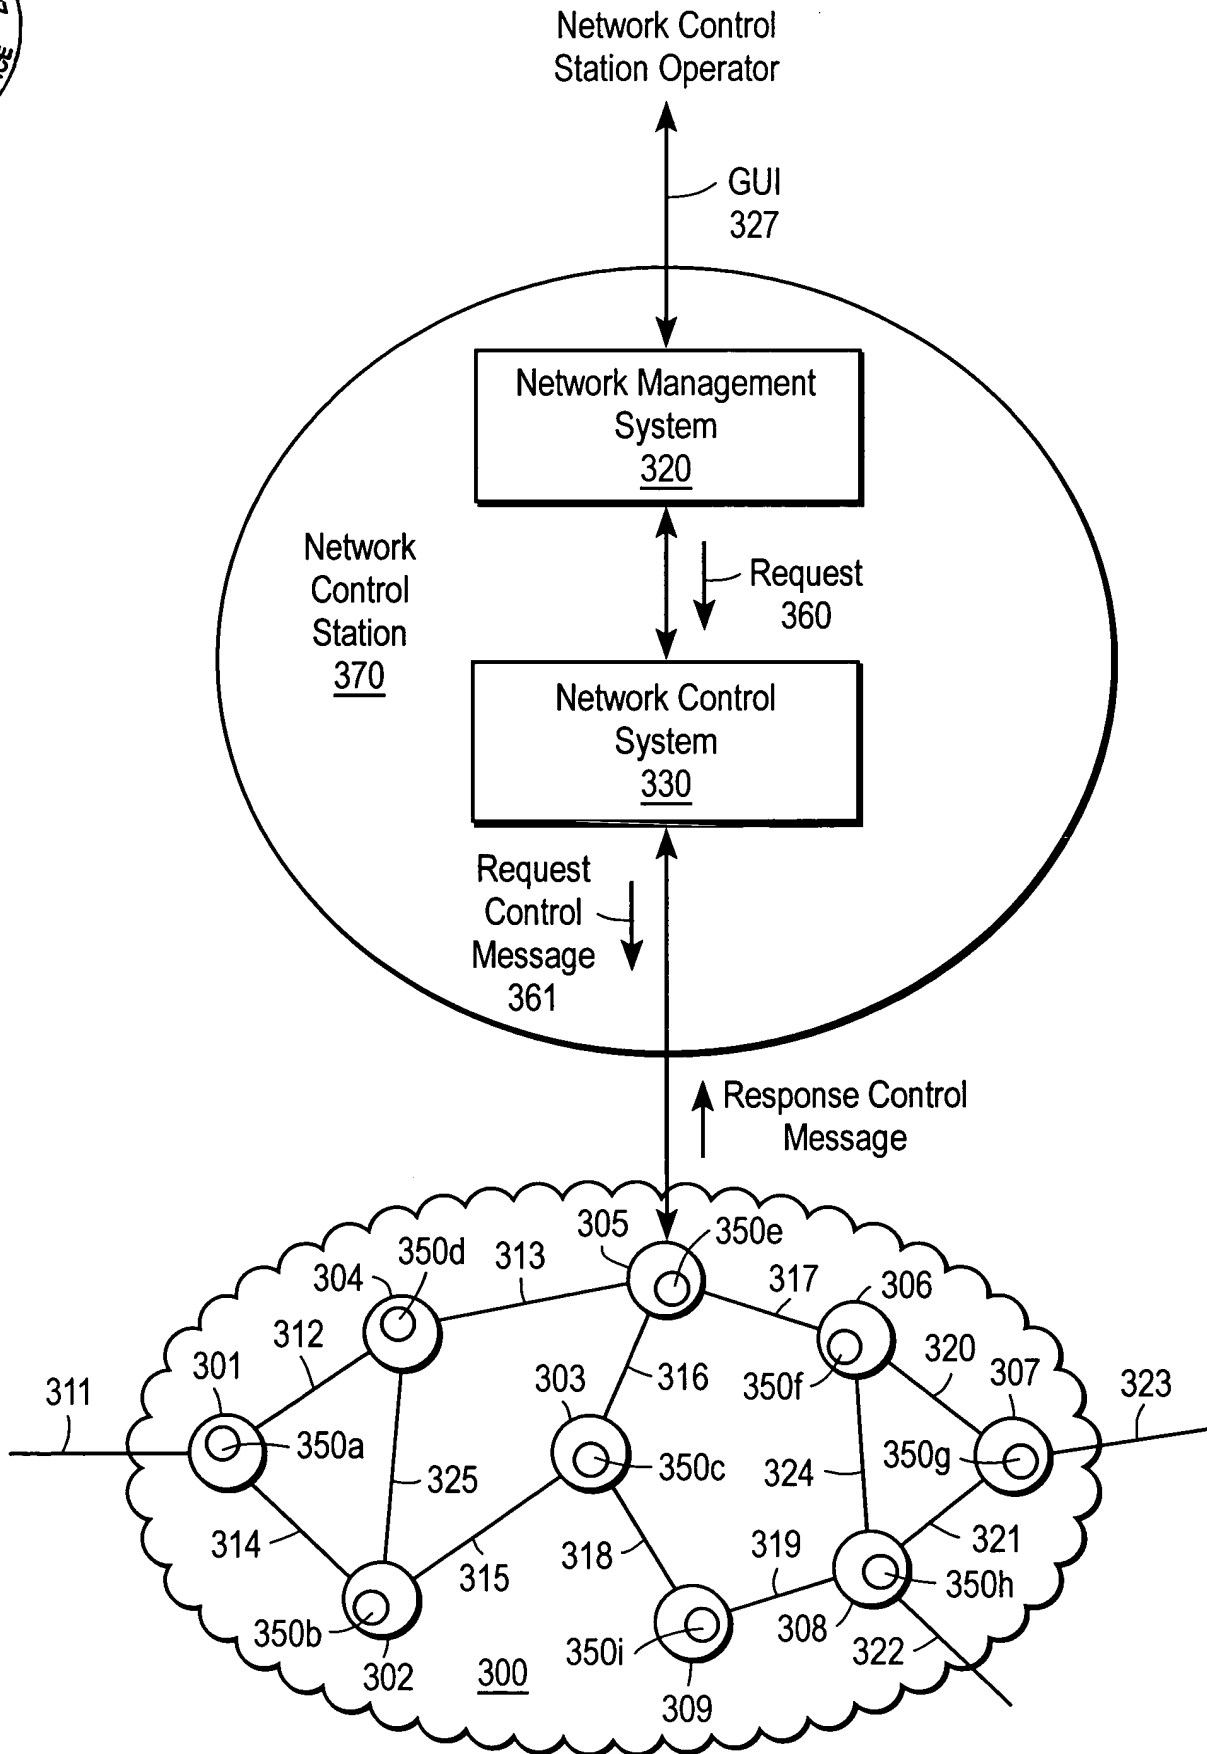 Network Control
Station Operator
GUI
327
Network Management
System
320
Network
Control
Station
370
Request
360
Network Control
System
330
Request
Control
Message
361
Response Control
Message
305
350e
350d
313
304
317
306
312
301
320
307
316
303
323
311
350f
350a
350c
324
350g
325
314
318
321
315
319
350h
350b
308
350i
322
302
300
309